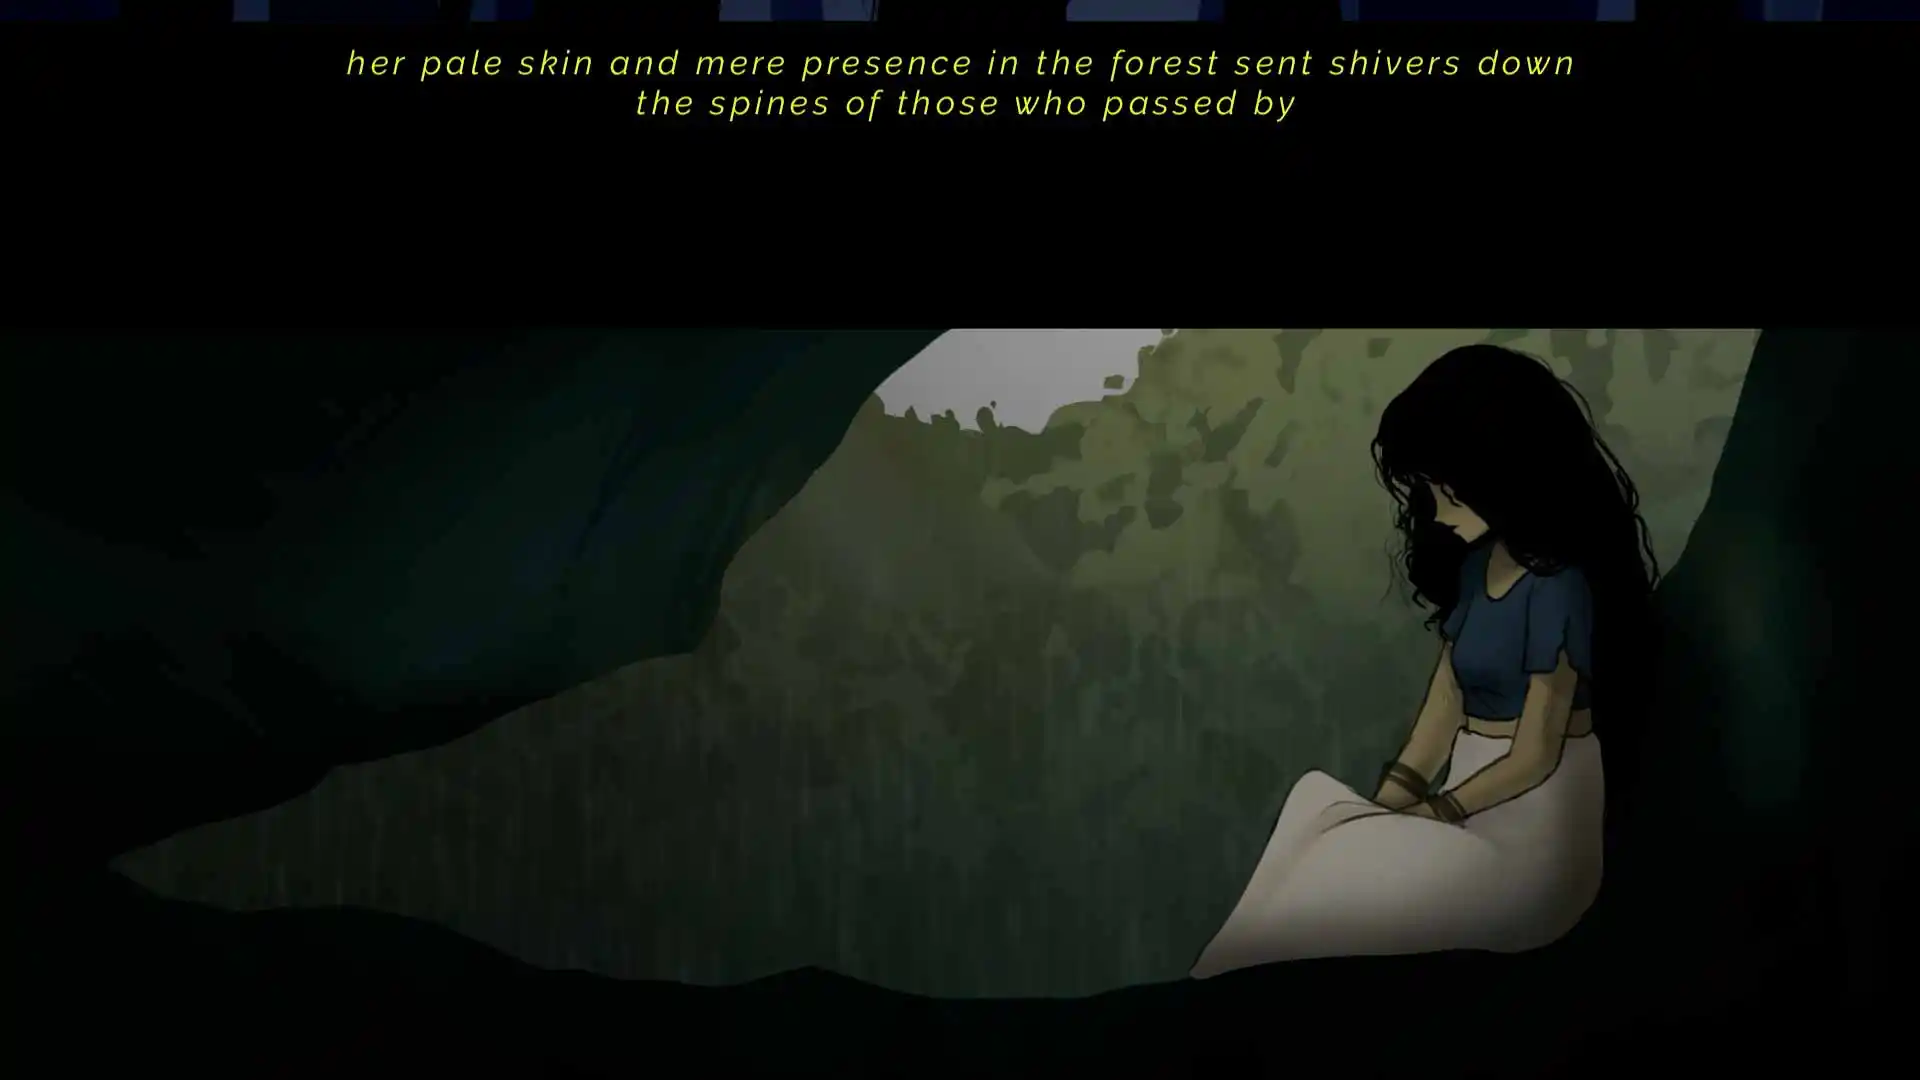 her pale skin and mere presence in the forest sent shivers down
the spines of those who passed by